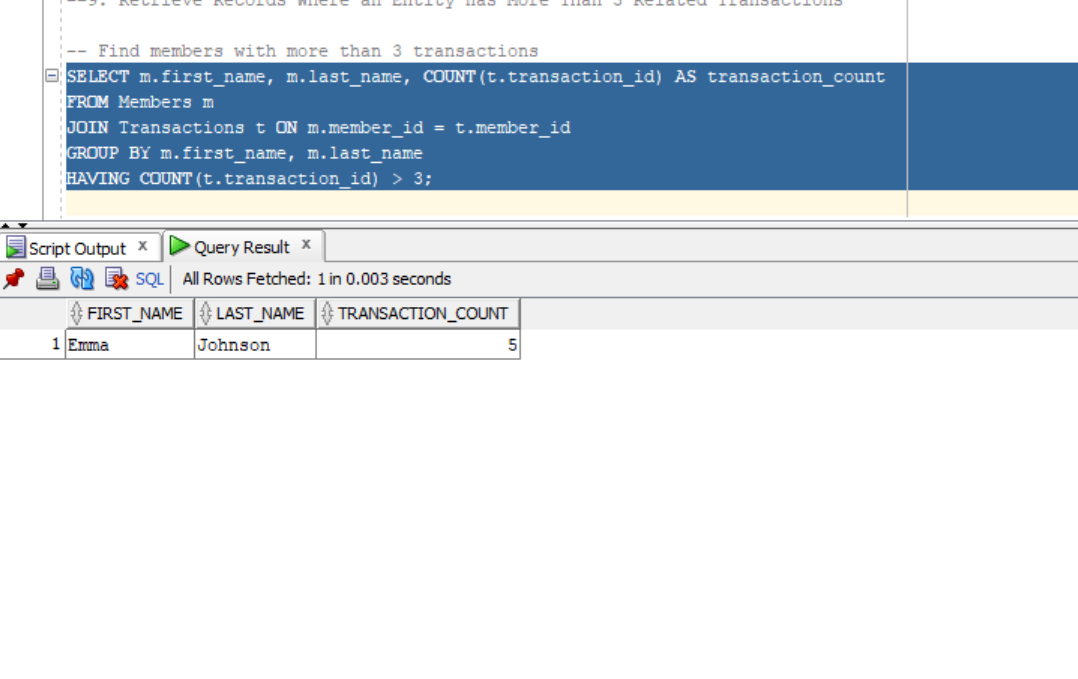 --9. Retrieve Records Where an Entity has More Than 3 Related Transactions
-- Find members with more than 3 transactions
SELECT m.first_name, m.last_name, COUNT(t.transaction_id) AS transaction_count
FROM Members m
JOIN Transactions t ON m.member_id = t.member_id
GROUP BY m.first_name, m.last_name
HAVING COUNT(t.transaction_id) > 3;
Script Output x Query Result x
SQL All Rows Fetched: 1 in 0.003 seconds
FIRST_NAME LAST_NAME TRANSACTION_COUNT
1 Emma Johnson 5